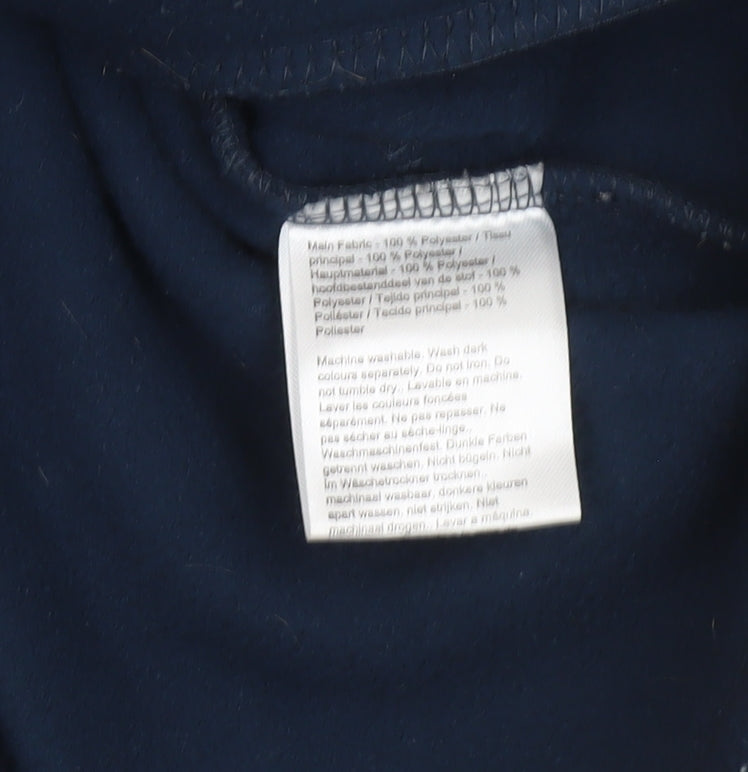 Main Fabric - 100 % Polyester / Tissu
principal - 100 % Polyester /
Hauptmaterial - 100 % Polyester /
hoofdbestanddeel van de stof - 100 %
Polyester / Tejido principal - 100 %
Poliéster / Tecido principal - 100 %
Poliester
Machine washable. Wash dark
colours separately. Do not iron. Do
not tumble dry.. Lavable en machine.
Laver les couleurs foncées
séparément. Ne pas repasser. Ne
pas sécher au sèche-linge..
Waschmaschinenfest. Dunkle Farben
getrennt waschen. Nicht bügeln. Nicht
im Wäschetrockner trocknen..
machinaal wasbaar, donkere kleuren
apart wassen, niet strijken. Niet
machinaal drogen.. Lavar a máquina.